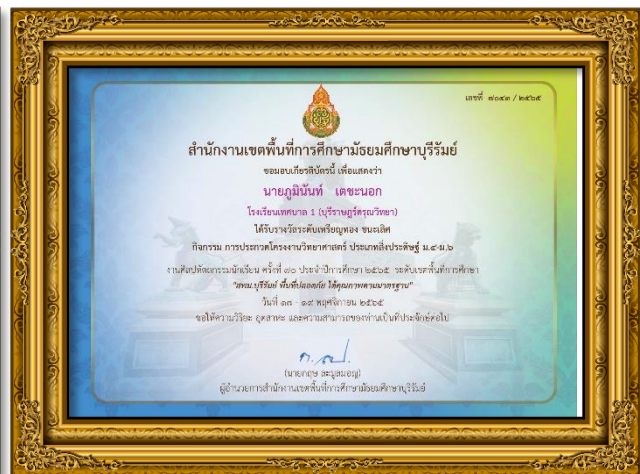 เลขที่ ๗๐๔๓ / ๒๕๖๕
สำนักงานเขตพื้นที่การศึกษามัธยมศึกษาบุรีรัมย์
ขอมอบเกียรติบัตรนี้ เพื่อแสดงว่า
นายภูมินันท์ เตชะนอก
โรงเรียนเทศบาล 1 (บุรีราษฎร์ดรุณวิทยา)
ได้รับรางวัลระดับเหรียญทอง ชนะเลิศ
กิจกรรม การประกวดโครงงานวิทยาศาสตร์ ประเภทสิ่งประดิษฐ์ ม.๔-ม.๖
งานศิลปหัตถกรรมนักเรียน ครั้งที่ ๗๐ ประจำปีการศึกษา ๒๕๖๕ ระดับเขตพื้นที่การศึกษา
"สพม.บุรีรัมย์ พื้นที่ปลอดภัย ได้คุณภาพตามมาตรฐาน"
วันที่ ๑๗ - ๑๙ พฤศจิกายน ๒๕๖๕
ขอให้ความวิริยะ อุตสาหะ และความสามารถของท่านเป็นที่ประจักษ์ต่อไป
(นายกฤษ ละมูลมอญ)
ผู้อำนวยการสำนักงานเขตพื้นที่การศึกษามัธยมศึกษาบุรีรัมย์